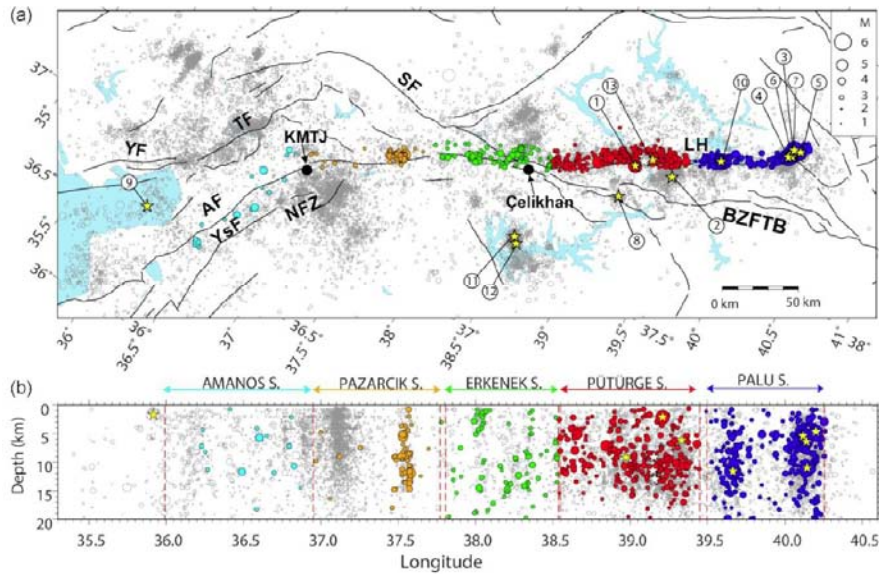 (a)
M
6
5
4
3
2
1
3
6
7
5
4
10
13
1
LH
SF
TF
YF
KMTJ
9
AF
YsF
NFZ
Çelikhan
2
BZFTB
8
11
12
0 km 50 km
37°
35°
36.5°
35.5°
36°
36° 36.5° 37° 36.5° 37.5° 38° 38.5° 37° 39° 39.5° 37.5° 40° 40.5° 41° 38°
(b) AMANOS S. PAZARCIK S. ERKENEK S. PÜTÜRGE S. PALU S.
Depth (km)
0
5
10
15
20
35.5 36.0 36.5 37.0 37.5 38.0 38.5 39.0 39.5 40.0 40.5
Longitude